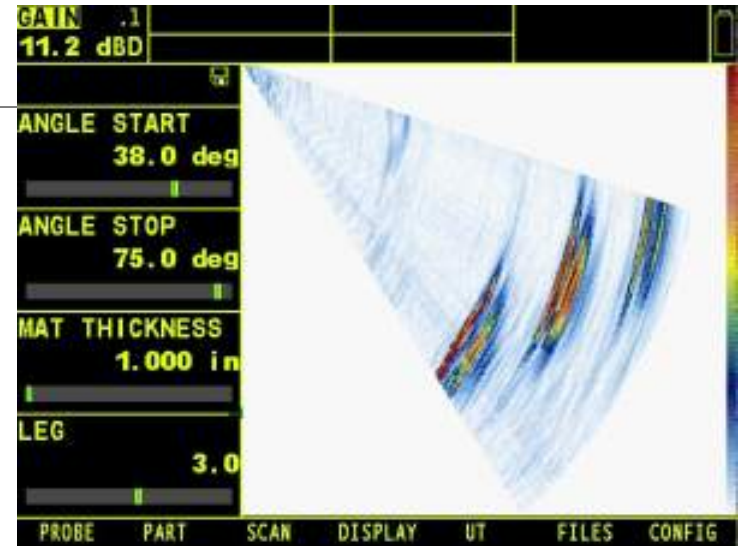 GAIN .1
11.2 dBD
ANGLE START
38.0 deg
ANGLE STOP
75.0 deg
MAT THICKNESS
1.000 in
LEG
3.0
PROBE PART SCAN DISPLAY UT FILES CONFIG